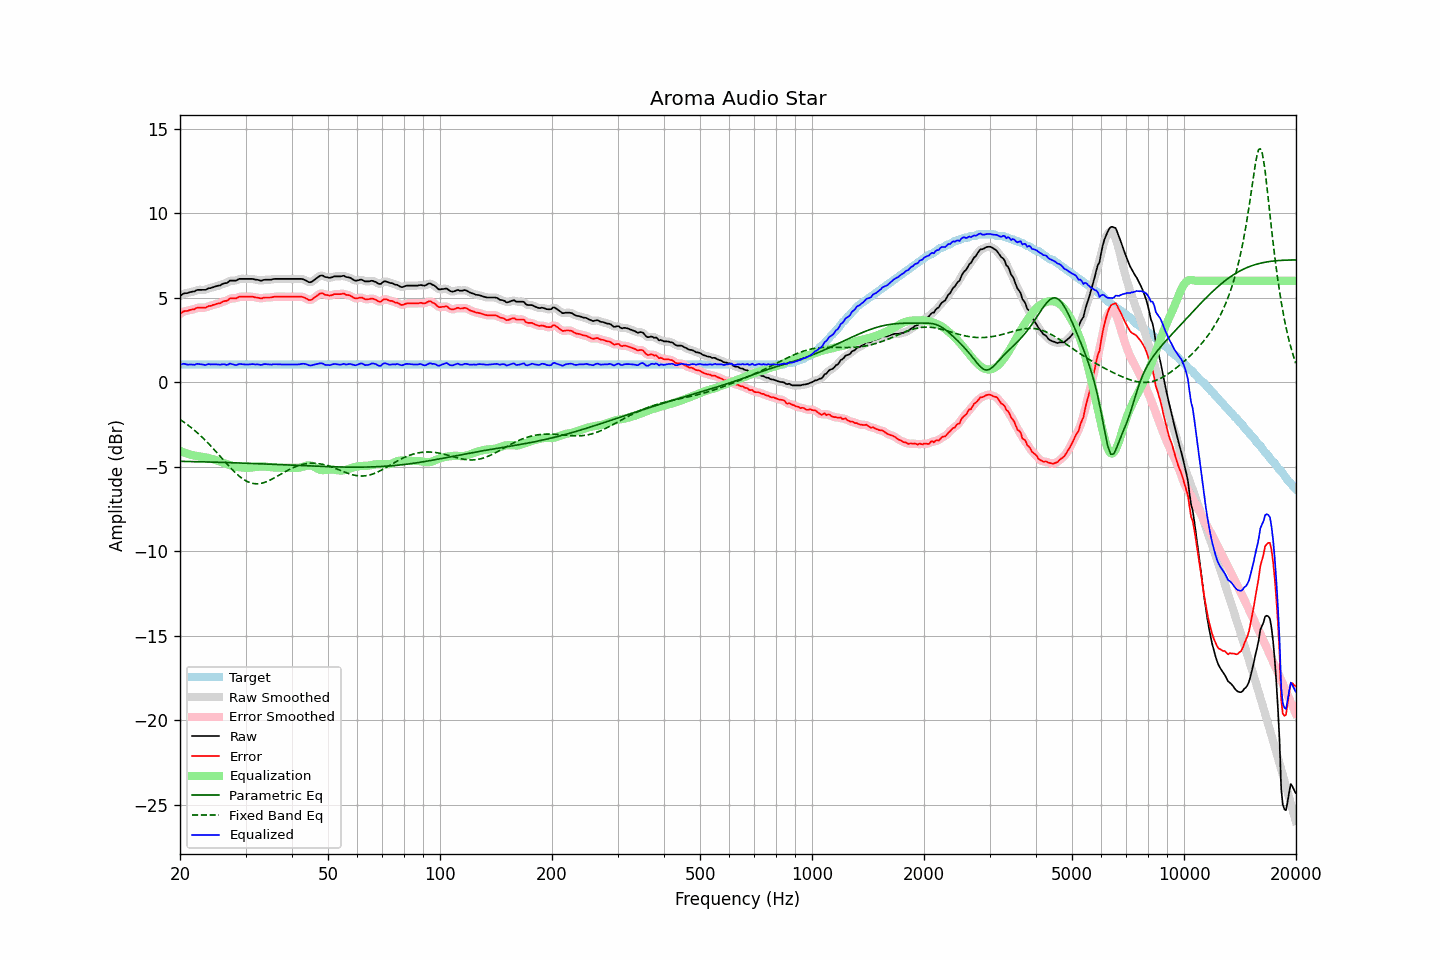 Aroma Audio Star
15
10
5
0
−5
−10
−15
−20
−25
Amplitude (dBr)
Target
Raw Smoothed
Error Smoothed
Raw
Error
Equalization
Parametric Eq
Fixed Band Eq
Equalized
20 50 100 200 500 1000 2000 5000 10000 20000
Frequency (Hz)